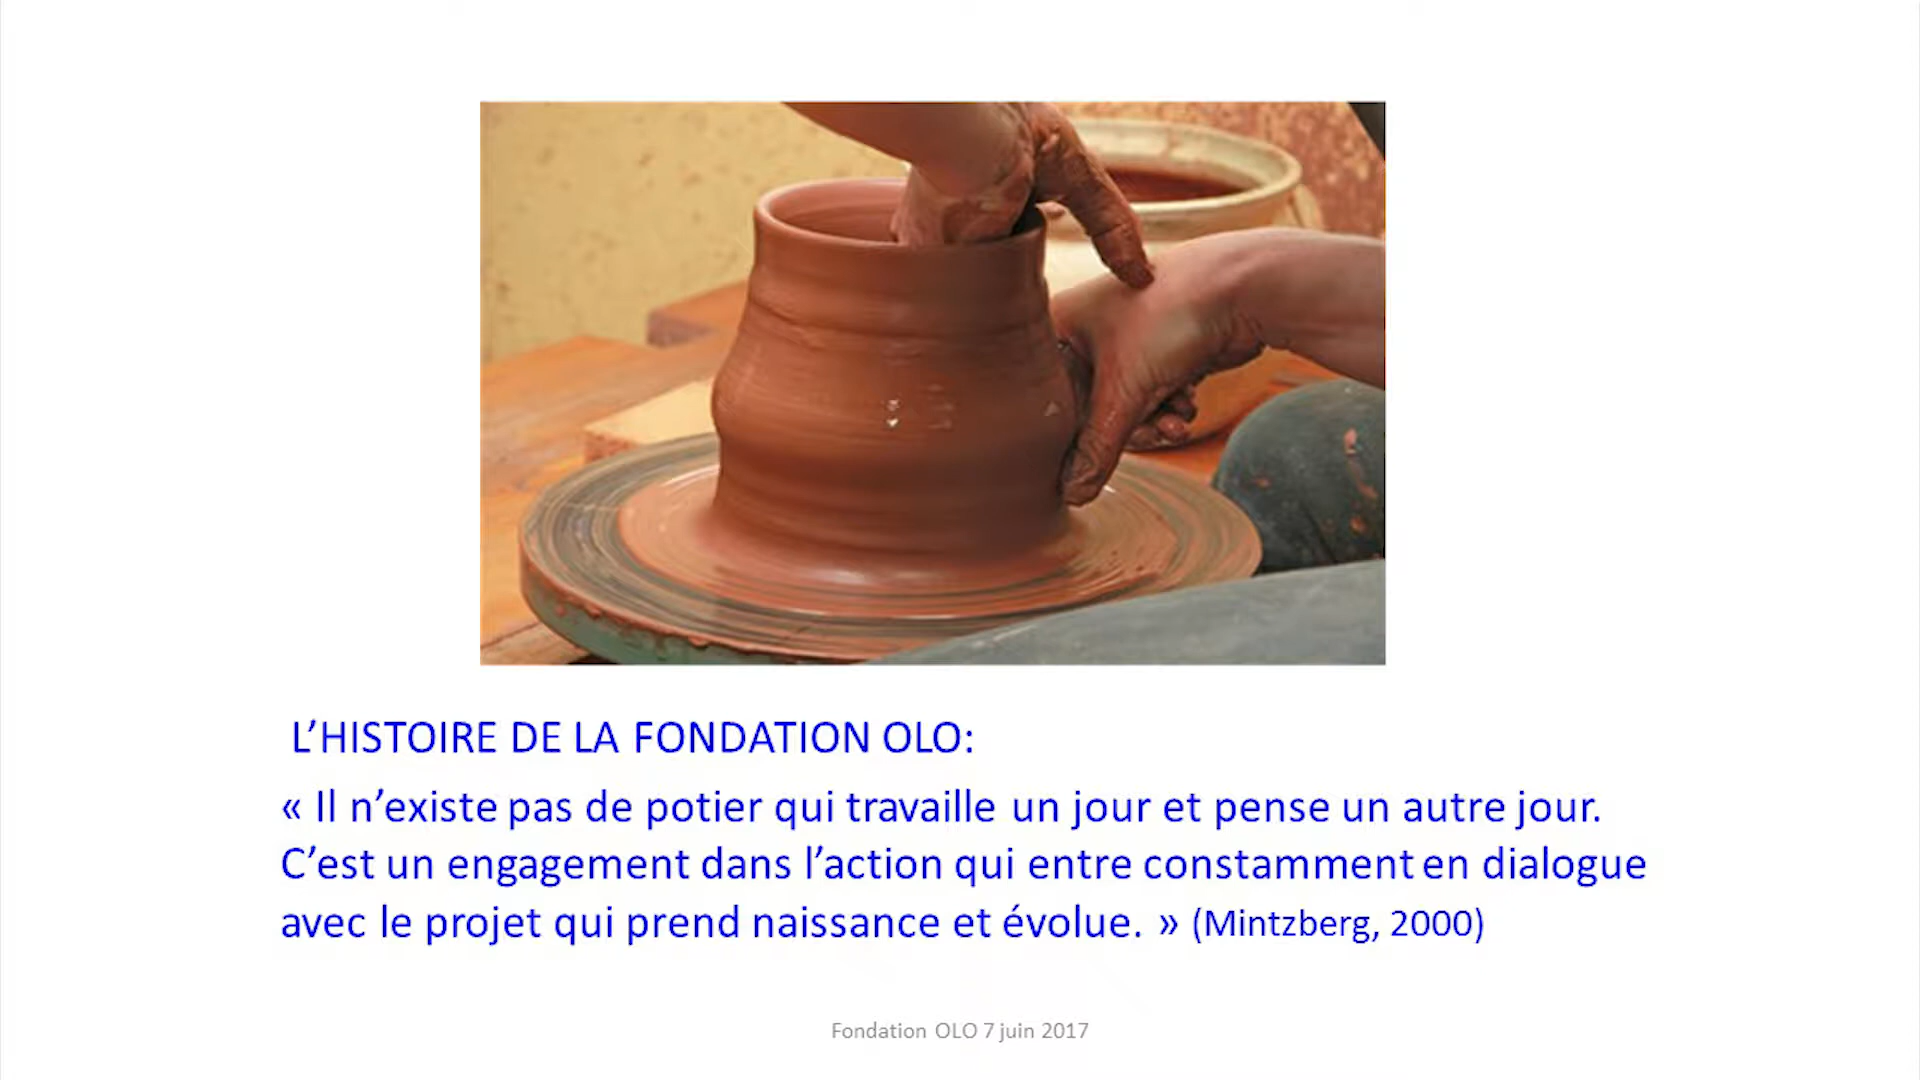 L’HISTOIRE DE LA FONDATION OLO:
« Il n’existe pas de potier qui travaille un jour et pense un autre jour.
C’est un engagement dans l’action qui entre constamment en dialogue
avec le projet qui prend naissance et évolue. » (Mintzberg, 2000)
Fondation OLO 7 juin 2017